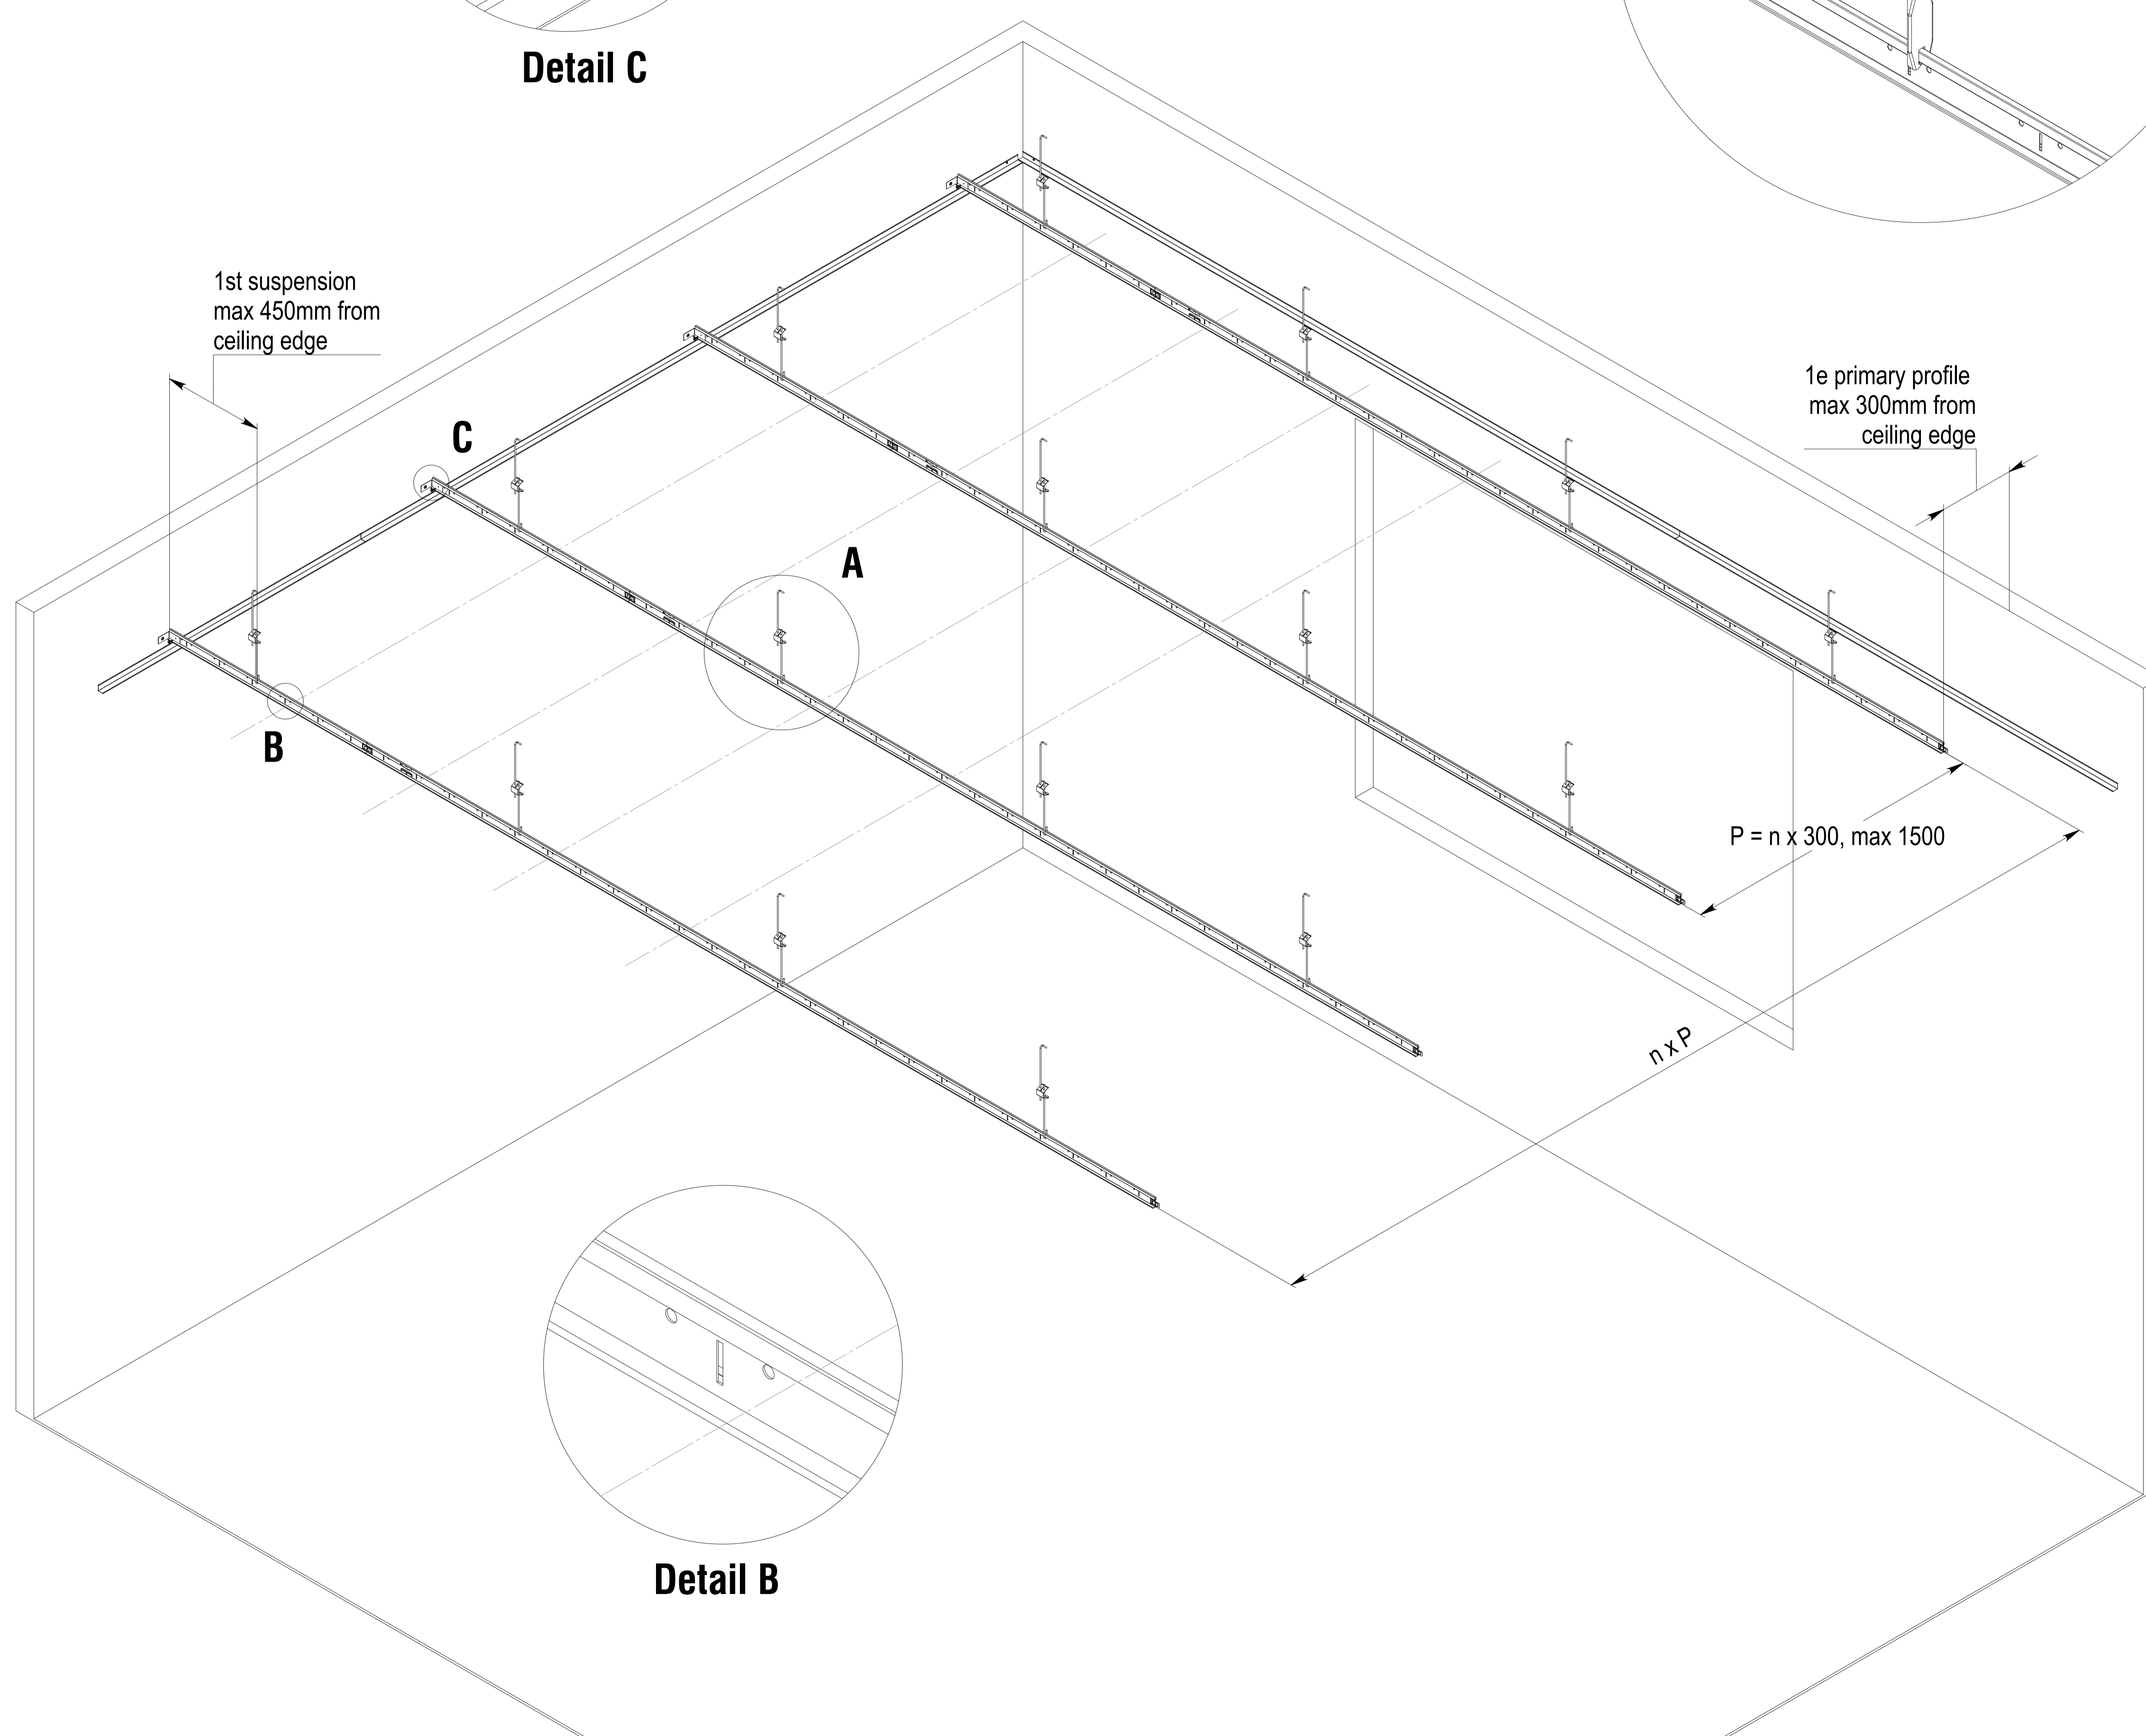 Detail C
1st suspension
max 450mm from
ceiling edge
1e primary profile
max 300mm from
ceiling edge
C
A
B
P = n x 300, max 1500
n x P
Detail B